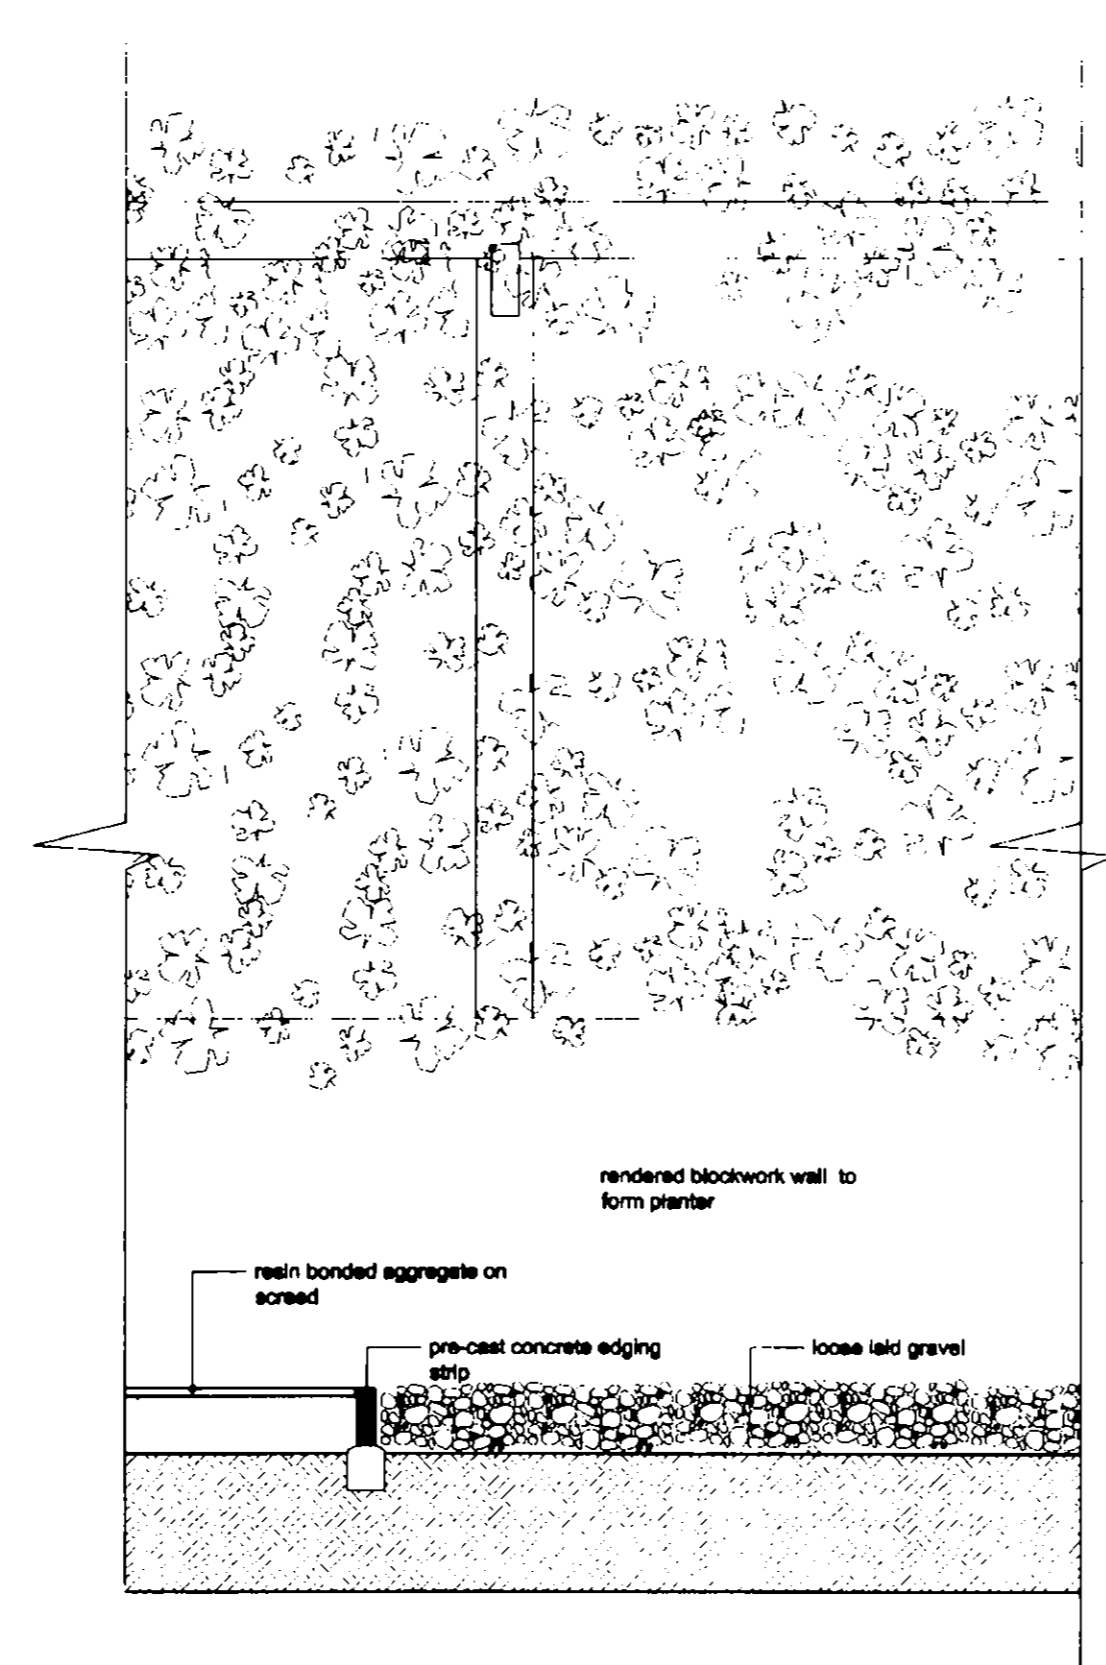 rendered blockwork wall to
form planter
resin bonded aggregate on
screed
pre-cast concrete edging
strip
loose laid gravel